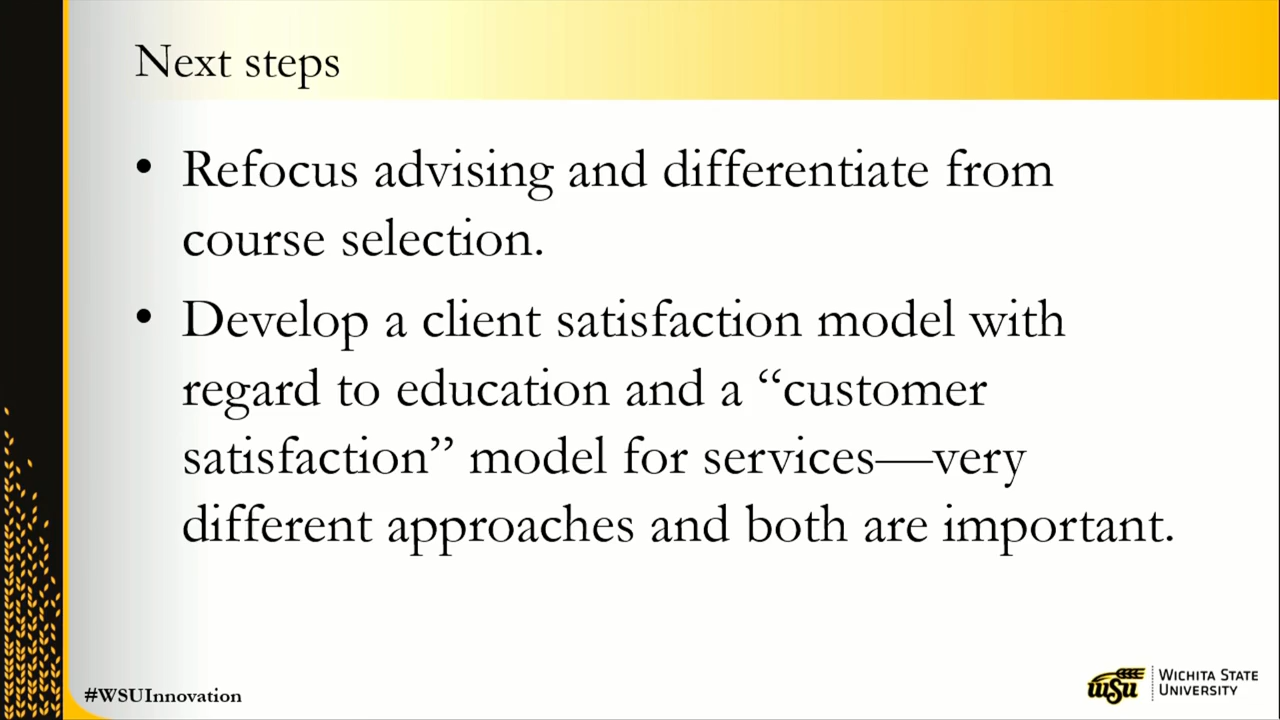 Next steps
• Refocus advising and differentiate from
course selection.
• Develop a client satisfaction model with
regard to education and a “customer
satisfaction” model for services—very
different approaches and both are important.
#WSUInnovation
wsu
WICHITA STATE
UNIVERSITY